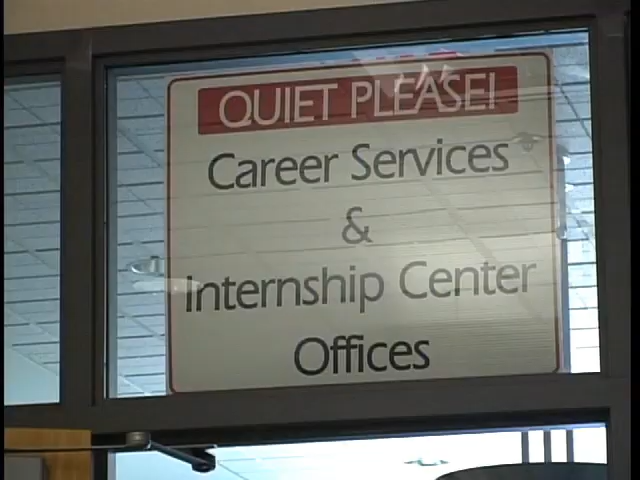 QUIET PLEASE!
Career Services
&
Internship Center
Offices